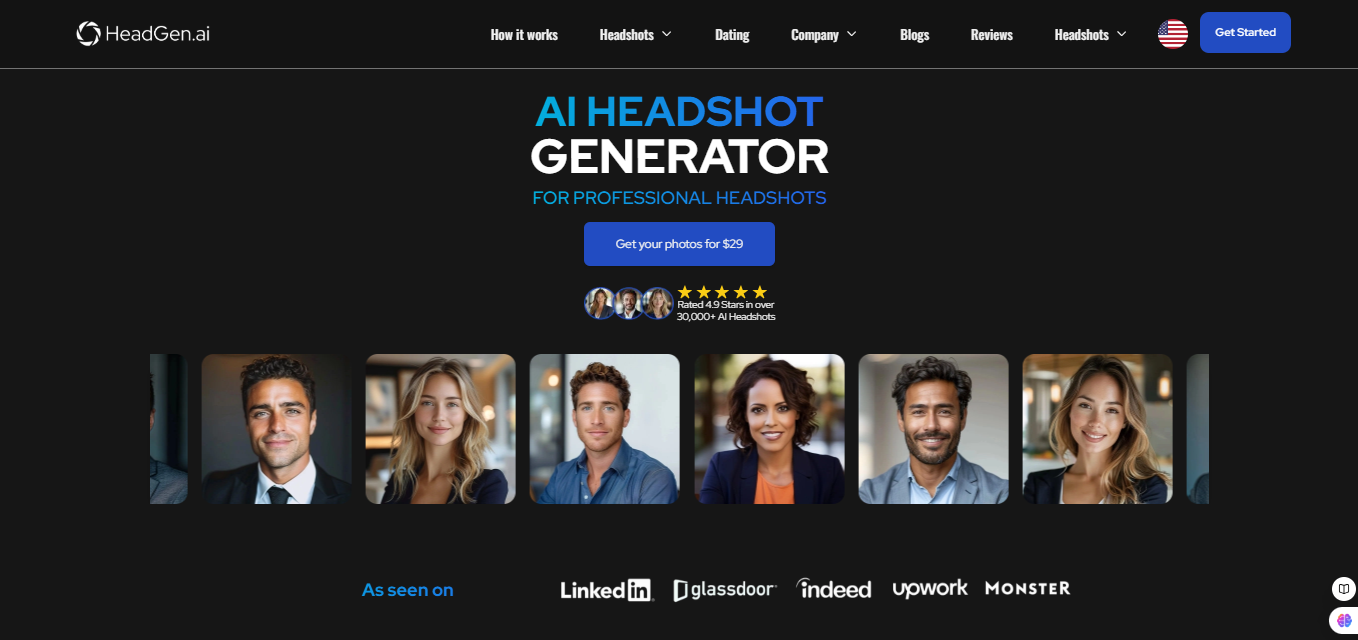 HeadGen.ai
How it works
Headshots
Dating
Company
Blogs
Reviews
Headshots
Get Started
AI HEADSHOT
GENERATOR
FOR PROFESSIONAL HEADSHOTS
Get your photos for $29
Rated 4.9 Stars in over
30,000+ AI Headshots
As seen on
Linked in
glassdoor
indeed
upwork
MONSTER